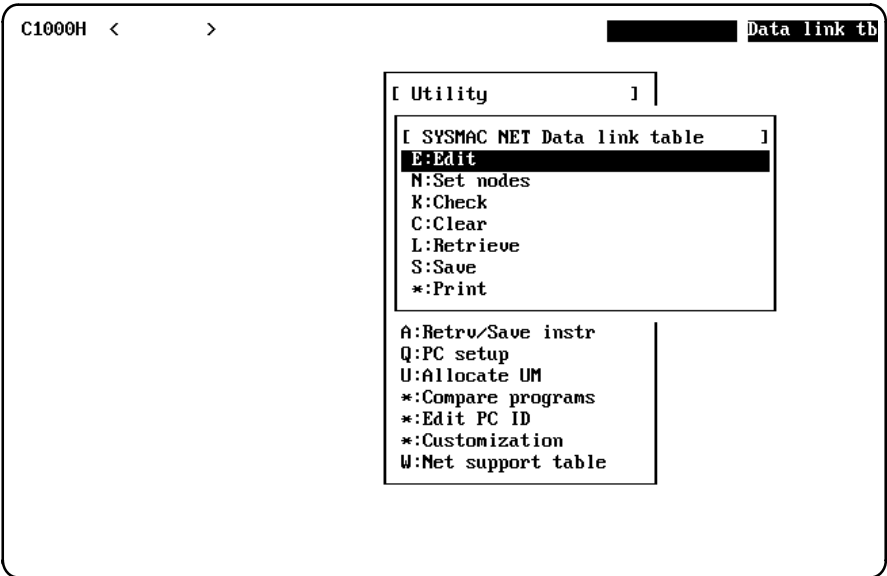 C1000H < >
Data link tb
[ Utility ]
[ SYSMAC NET Data link table ]
E:Edit
N:Set nodes
K:Check
C:Clear
L:Retrieve
S:Save
*:Print
A:Retrv/Save instr
Q:PC setup
U:Allocate UM
*:Compare programs
*:Edit PC ID
*:Customization
W:Net support table